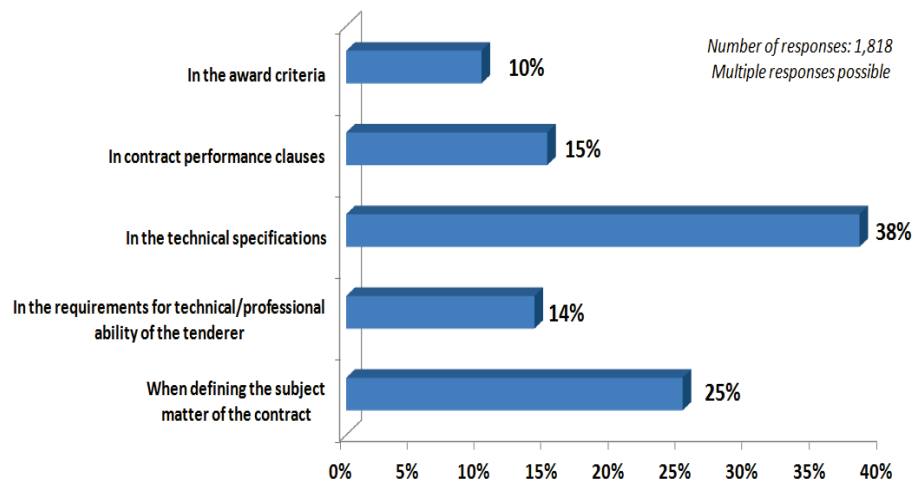 Number of responses: 1,818
Multiple responses possible
In the award criteria
10%
In contract performance clauses
15%
In the technical specifications
38%
In the requirements for technical/professional
ability of the tenderer
14%
When defining the subject
matter of the contract
25%
0% 5% 10% 15% 20% 25% 30% 35% 40%